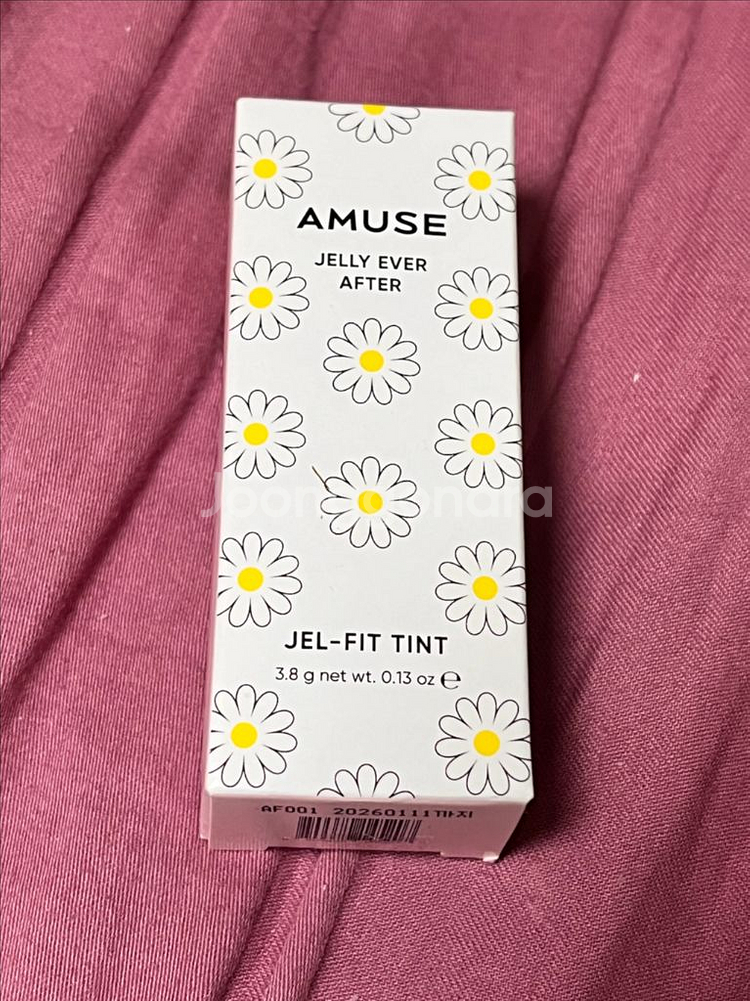 AMUSE
JELLY EVER
AFTER
Joonggonara
JEL-FIT TINT
3.8 g net wt. 0.13 oz ℮
AF001 20260111까지